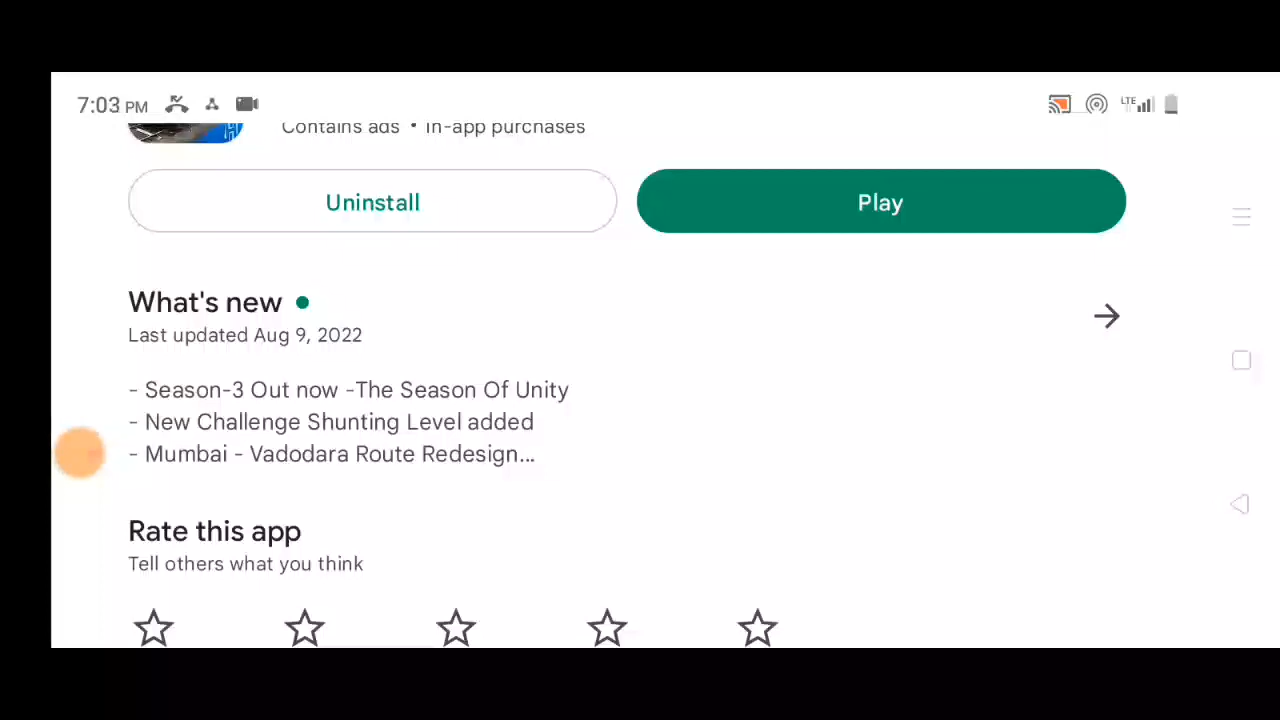 7:03 PM
LTE
Contains ads • In-app purchases
Uninstall
Play
What's new
Last updated Aug 9, 2022
- Season-3 Out now -The Season Of Unity
- New Challenge Shunting Level added
- Mumbai - Vadodara Route Redesign...
Rate this app
Tell others what you think